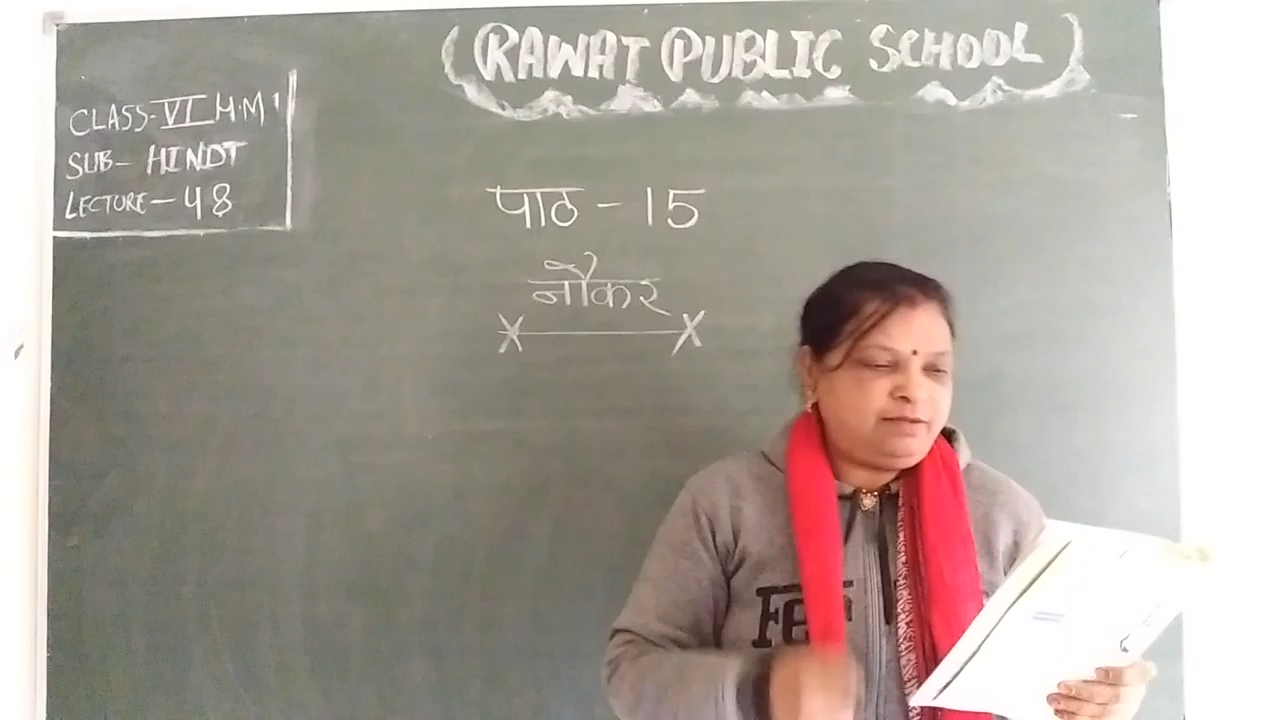 RAWAT PUBLIC SCHOOL
CLASS-VI H.M
SUB- HINDI
LECTURE-48
पाठ - 15
नौकर